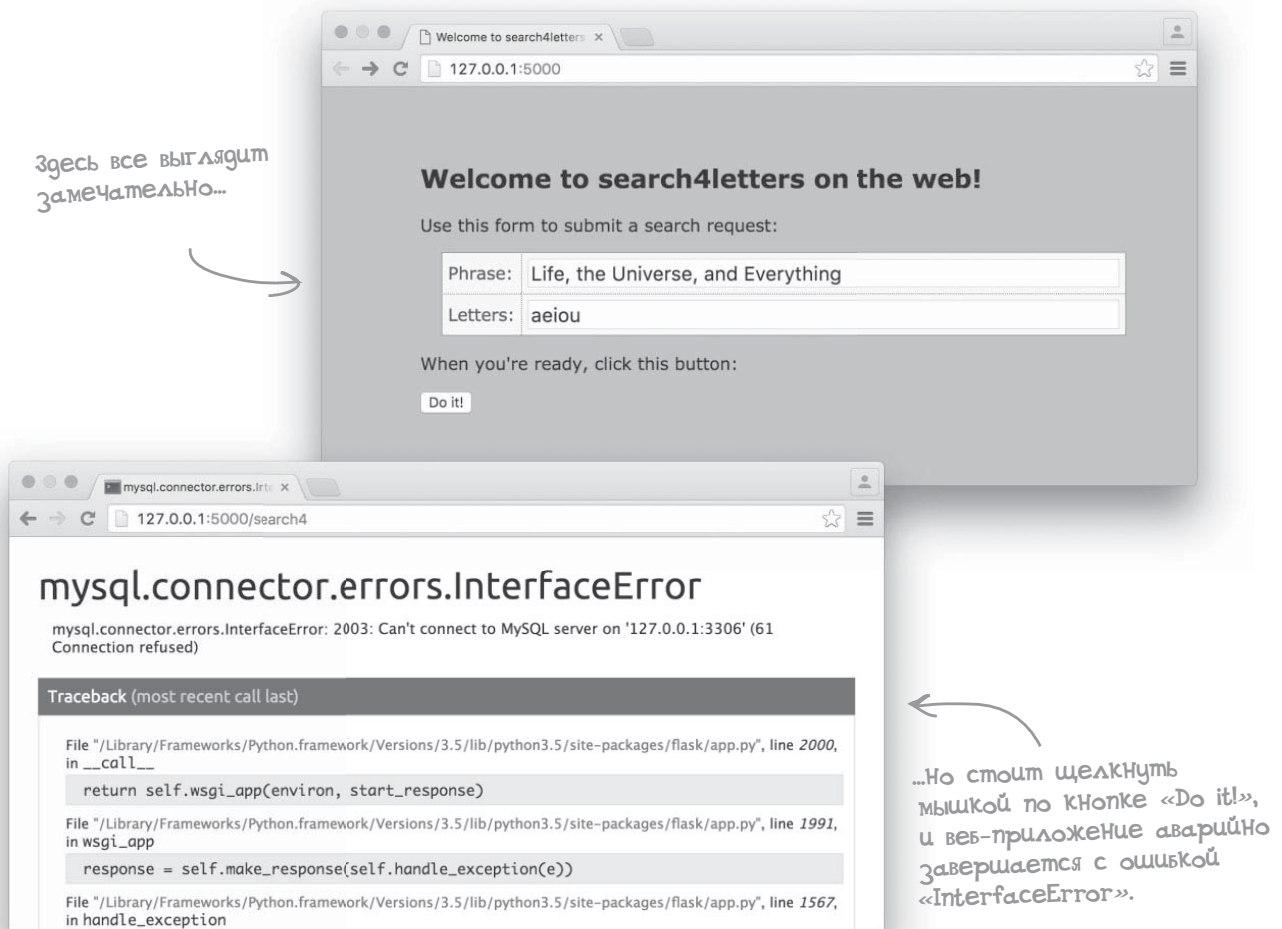 Welcome to search4letters
127.0.0.1:5000
Здесь все выглядит
замечательно...
Welcome to search4letters on the web!
Use this form to submit a search request:
Phrase: Life, the Universe, and Everything
Letters: aeiou
When you're ready, click this button:
Do it!
mysql.connector.errors.Inte
127.0.0.1:5000/search4
mysql.connector.errors.InterfaceError
mysql.connector.errors.InterfaceError: 2003: Can't connect to MySQL server on '127.0.0.1:3306' (61
Connection refused)
Traceback (most recent call last)
File "/Library/Frameworks/Python.framework/Versions/3.5/lib/python3.5/site-packages/flask/app.py", line 2000,
in __call__
return self.wsgi_app(environ, start_response)
File "/Library/Frameworks/Python.framework/Versions/3.5/lib/python3.5/site-packages/flask/app.py", line 1991,
in wsgi_app
response = self.make_response(self.handle_exception(e))
File "/Library/Frameworks/Python.framework/Versions/3.5/lib/python3.5/site-packages/flask/app.py", line 1567,
in handle_exception
...Но стоит щелкнуть
мышкой по кнопке «Do it!»,
и веб-приложение аварийно
завершается с ошибкой
«InterfaceError».